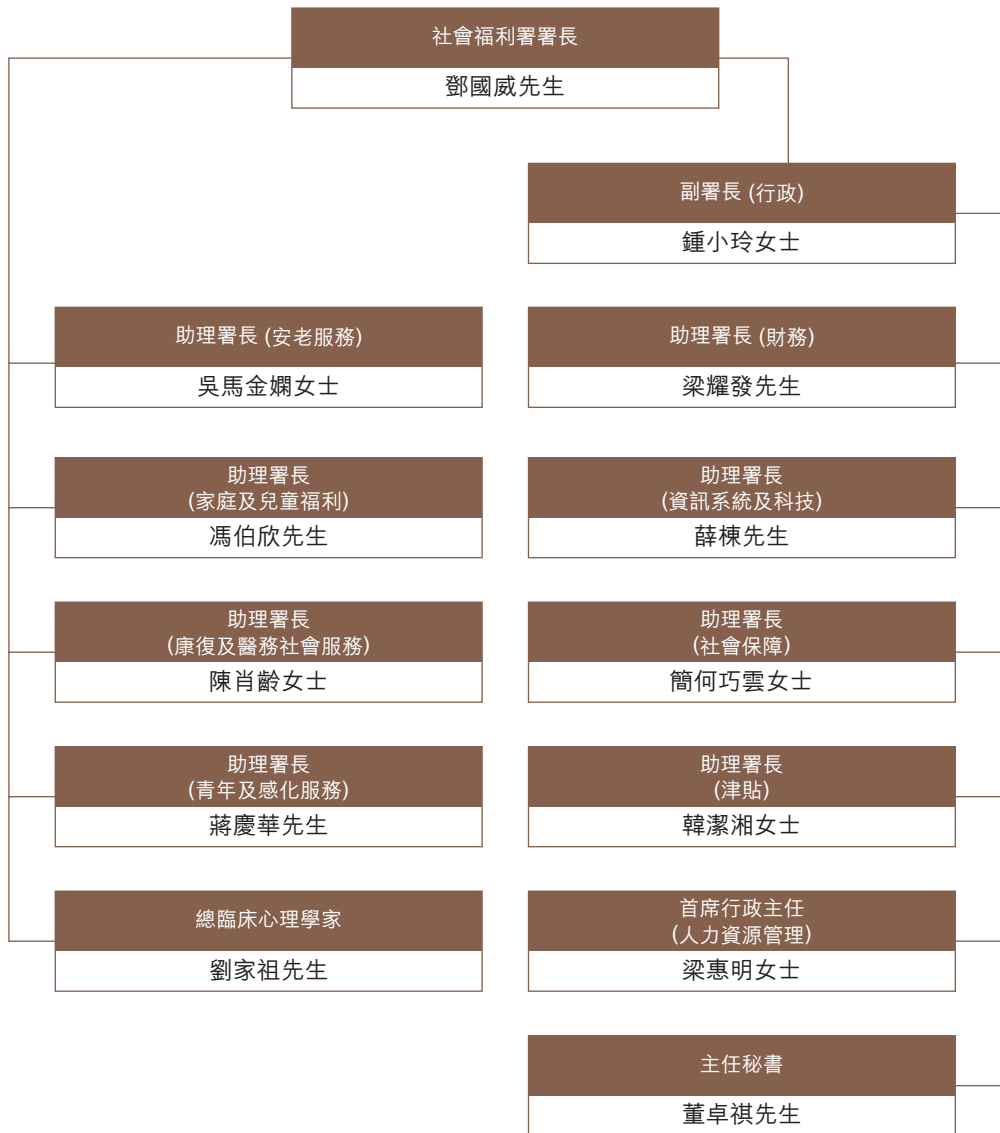 社會福利署署長
鄧國威先生
副署長 (行政)
鍾小玲女士
助理署長 (安老服務)
吳馬金嫻女士
助理署長 (財務)
梁耀發先生
助理署長
(家庭及兒童福利)
馮伯欣先生
助理署長
(資訊系統及科技)
薛棟先生
助理署長
(康復及醫務社會服務)
陳肖齡女士
助理署長
(社會保障)
簡何巧雲女士
助理署長
(青年及感化服務)
蔣慶華先生
助理署長
(津貼)
韓潔湘女士
總臨床心理學家
劉家祖先生
首席行政主任
(人力資源管理)
梁惠明女士
主任秘書
董卓祺先生